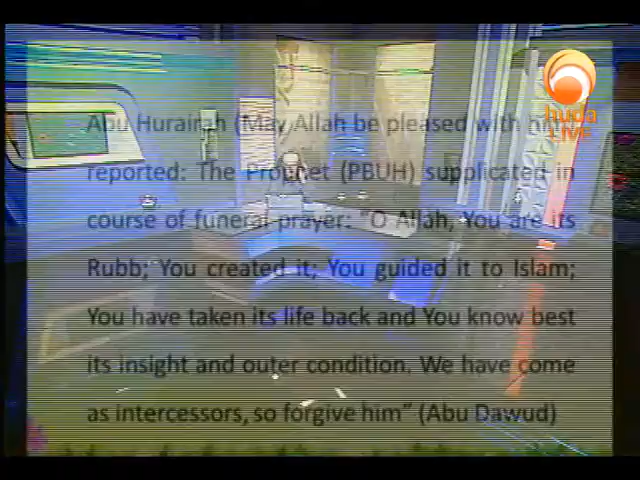 huda
LIVE
Abu Hurairah (May Allah be pleased with him)
reported: The Prophet (PBUH) supplicated in
course of funeral prayer: "O Allah, You are its
Rubb; You created it; You guided it to Islam;
You have taken its life back and You know best
its insight and outer condition. We have come
as intercessors, so forgive him" (Abu Dawud)